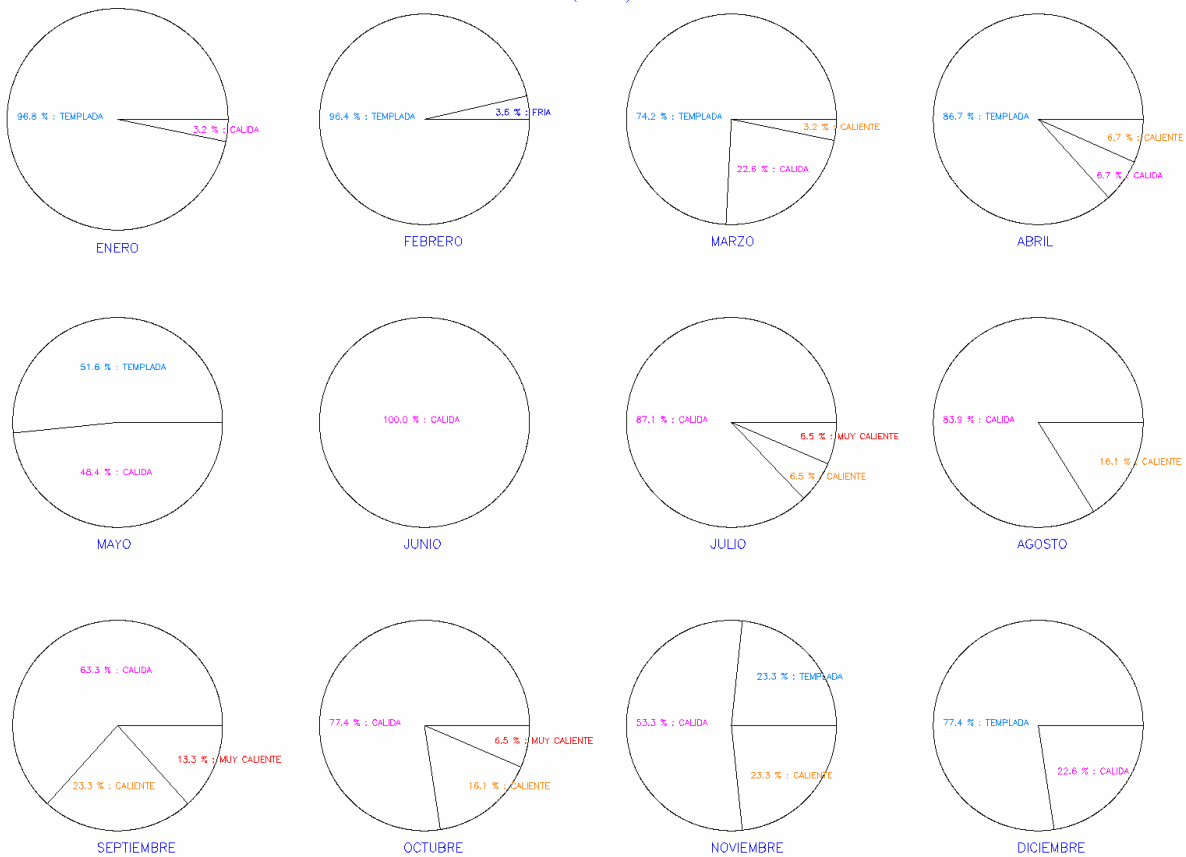 96.8 % : TEMPLADA
3.2 % : CALIDA
ENERO
96.4 % : TEMPLADA
3.6 % : FRIA
FEBRERO
74.2 % : TEMPLADA
3.2 % : CALIENTE
22.6 % : CALIDA
MARZO
86.7 % : TEMPLADA
6.7 % : CALIENTE
6.7 % : CALIDA
ABRIL
51.6 % : TEMPLADA
48.4 % : CALIDA
MAYO
100.0 % : CALIDA
JUNIO
87.1 % : CALIDA
6.5 % : MUY CALIENTE
6.5 % : CALIENTE
JULIO
83.9 % : CALIDA
16.1 % : CALIENTE
AGOSTO
63.3 % : CALIDA
13.3 % : MUY CALIENTE
23.3 % : CALIENTE
SEPTIEMBRE
77.4 % : CALIDA
6.5 % : MUY CALIENTE
16.1 % : CALIENTE
OCTUBRE
23.3 % : TEMPLADA
53.3 % : CALIDA
23.3 % : CALIENTE
NOVIEMBRE
77.4 % : TEMPLADA
22.6 % : CALIDA
DICIEMBRE